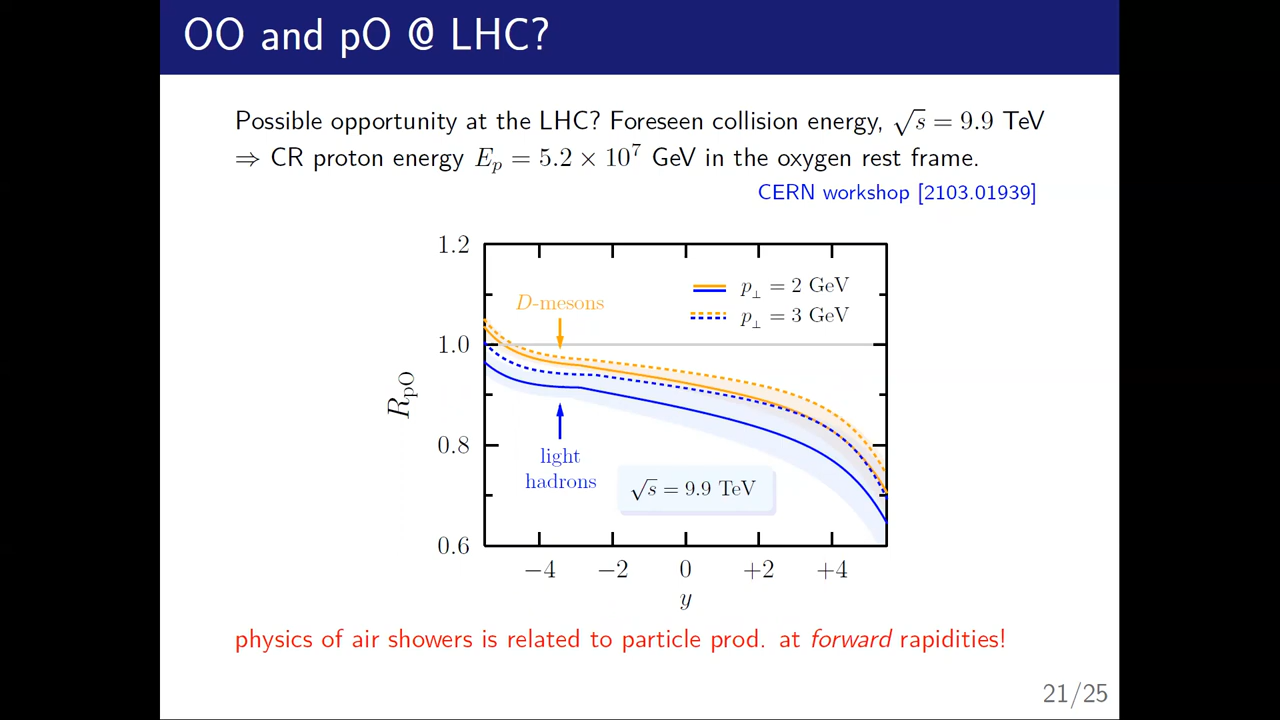 OO and pO @ LHC?
Possible opportunity at the LHC? Foreseen collision energy, √s = 9.9 TeV
⇒ CR proton energy Eₚ = 5.2 × 10⁷ GeV in the oxygen rest frame.
CERN workshop [2103.01939]
1.2
1.0
0.8
0.6
R_pO
D-mesons
p⊥ = 2 GeV
p⊥ = 3 GeV
light
hadrons
√s = 9.9 TeV
−4 −2 0 +2 +4
y
physics of air showers is related to particle prod. at forward rapidities!
21/25